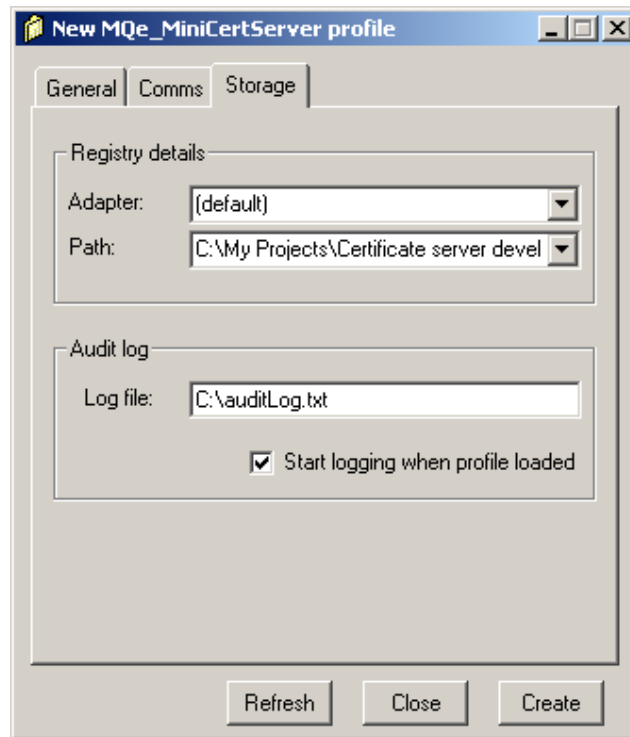 New MQe_MiniCertServer profile
General Comms Storage
Registry details
Adapter: (default)
Path: C:\My Projects\Certificate server devel
Audit log
Log file: C:\auditLog.txt
Start logging when profile loaded
Refresh Close Create